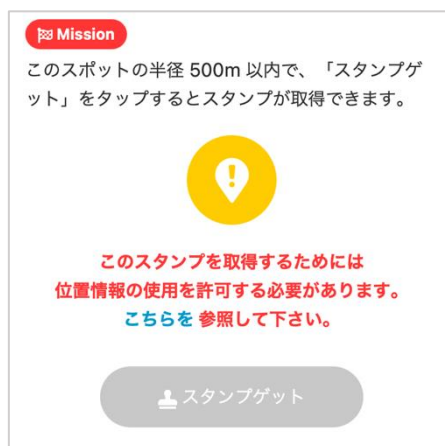 Mission
このスポットの半径 500m 以内で、「スタンプゲ
ット」をタップするとスタンプが取得できます。
このスタンプを取得するためには
位置情報の使用を許可する必要があります。
こちらを 参照して下さい。
スタンプゲット